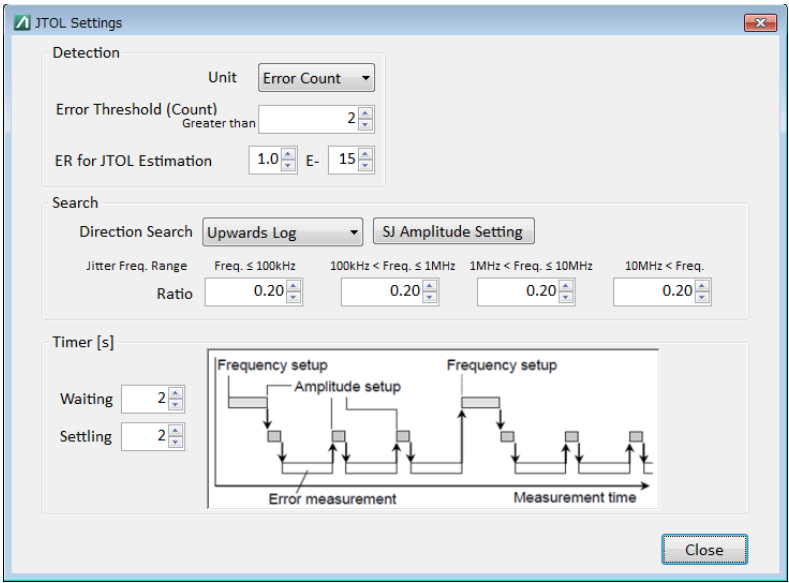 JTOL Settings
Detection
Unit Error Count
Error Threshold (Count)
Greater than 2
ER for JTOL Estimation 1.0 E- 15
Search
Direction Search Upwards Log SJ Amplitude Setting
Jitter Freq. Range Freq. ≤ 100kHz 100kHz < Freq. ≤ 1MHz 1MHz < Freq. ≤ 10MHz 10MHz < Freq.
Ratio 0.20 0.20 0.20 0.20
Timer [s]
Frequency setup Frequency setup
Amplitude setup
Waiting 2
Settling 2
Error measurement Measurement time
Close